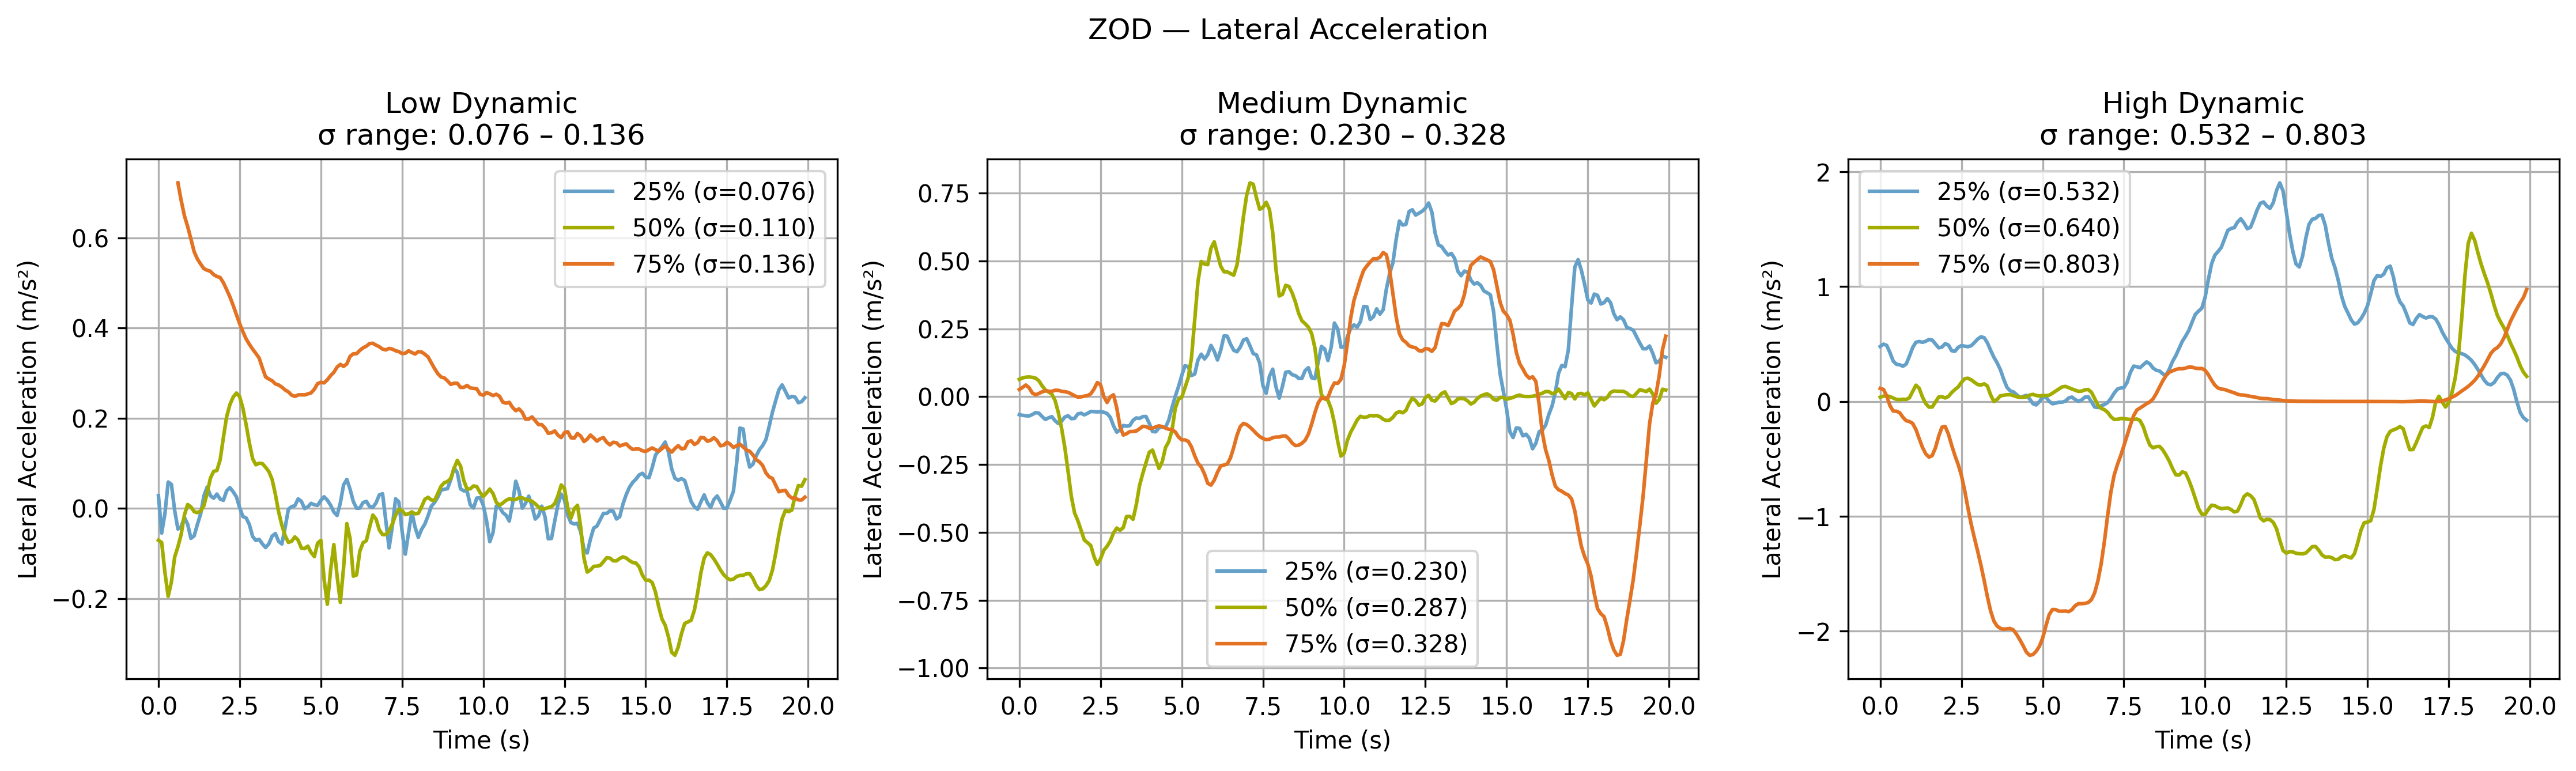 ZOD — Lateral Acceleration
Low Dynamic
σ range: 0.076 – 0.136
Lateral Acceleration (m/s²)
0.6
0.4
0.2
0.0
−0.2
25% (σ=0.076)
50% (σ=0.110)
75% (σ=0.136)
0.0 2.5 5.0 7.5 10.0 12.5 15.0 17.5 20.0
Time (s)
Medium Dynamic
σ range: 0.230 – 0.328
Lateral Acceleration (m/s²)
0.75
0.50
0.25
0.00
−0.25
−0.50
−0.75
−1.00
25% (σ=0.230)
50% (σ=0.287)
75% (σ=0.328)
0.0 2.5 5.0 7.5 10.0 12.5 15.0 17.5 20.0
Time (s)
High Dynamic
σ range: 0.532 – 0.803
Lateral Acceleration (m/s²)
2
1
0
−1
−2
25% (σ=0.532)
50% (σ=0.640)
75% (σ=0.803)
0.0 2.5 5.0 7.5 10.0 12.5 15.0 17.5 20.0
Time (s)